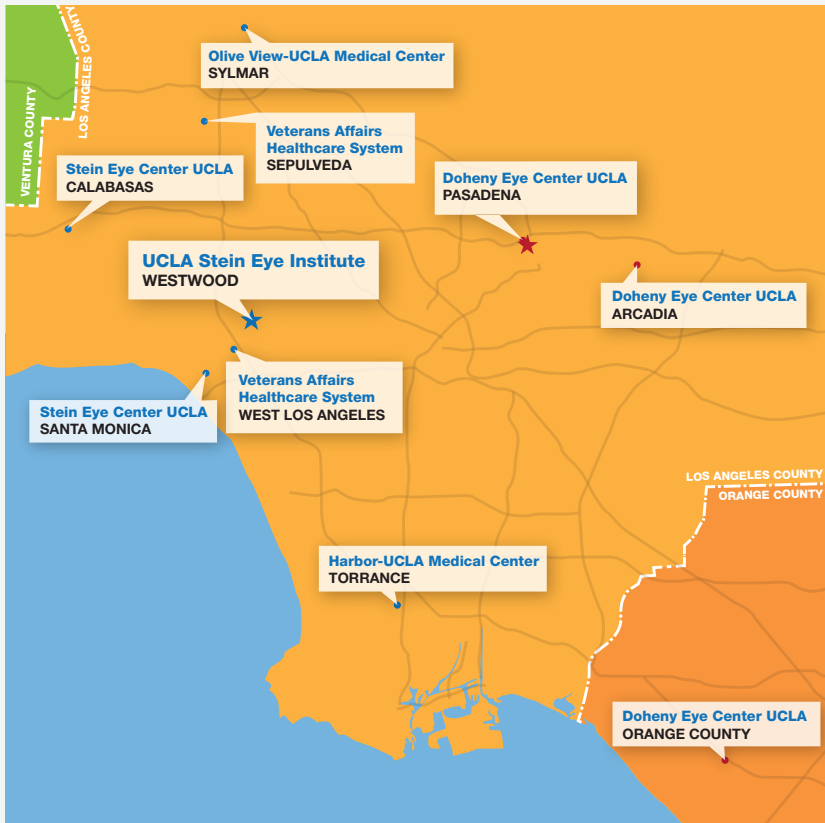 Olive View-UCLA Medical Center
SYLMAR
LOS ANGELES COUNTY
VENTURA COUNTY
Veterans Affairs
Healthcare System
SEPULVEDA
Stein Eye Center UCLA
CALABASAS
Doheny Eye Center UCLA
PASADENA
UCLA Stein Eye Institute
WESTWOOD
Doheny Eye Center UCLA
ARCADIA
Veterans Affairs
Healthcare System
WEST LOS ANGELES
Stein Eye Center UCLA
SANTA MONICA
LOS ANGELES COUNTY
ORANGE COUNTY
Harbor-UCLA Medical Center
TORRANCE
Doheny Eye Center UCLA
ORANGE COUNTY